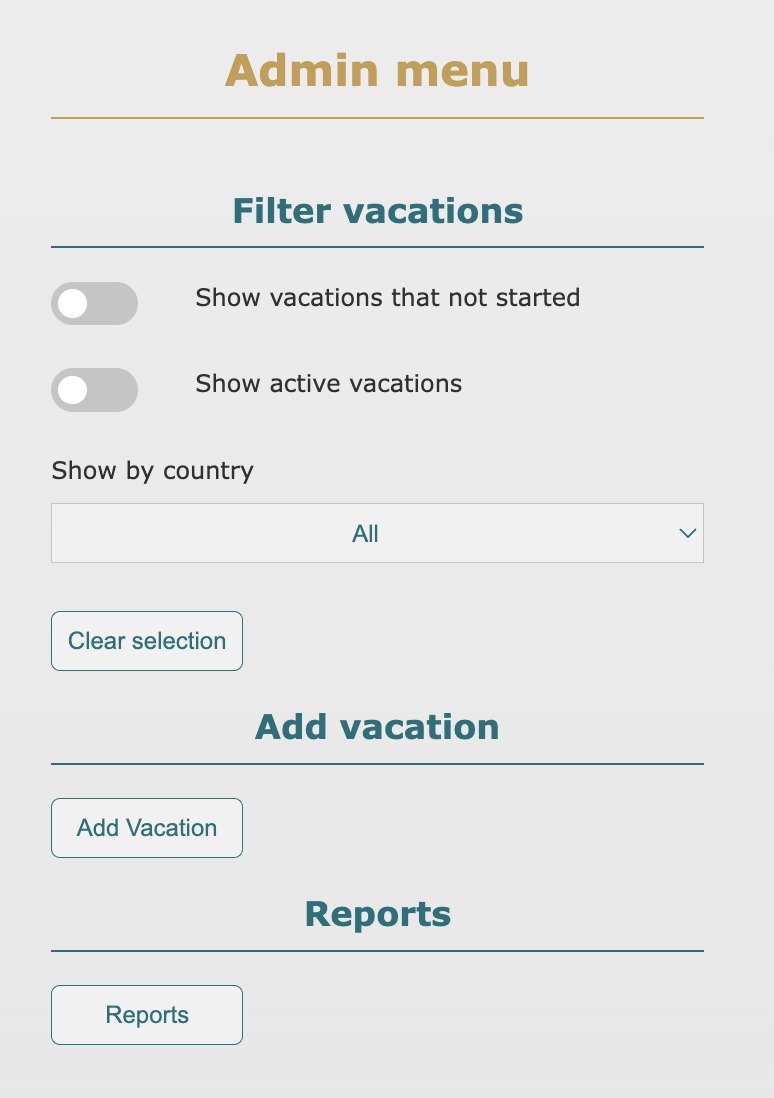 Admin menu
Filter vacations
Show vacations that not started
Show active vacations
Show by country
All
Clear selection
Add vacation
Add Vacation
Reports
Reports